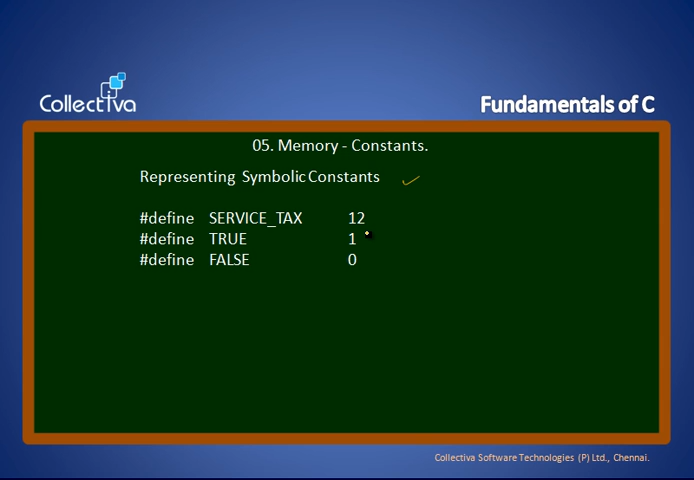 Collectiva
Fundamentals of C
05. Memory - Constants.
Representing Symbolic Constants
#define SERVICE_TAX 12
#define TRUE 1
#define FALSE 0
Collectiva Software Technologies (P) Ltd., Chennai.